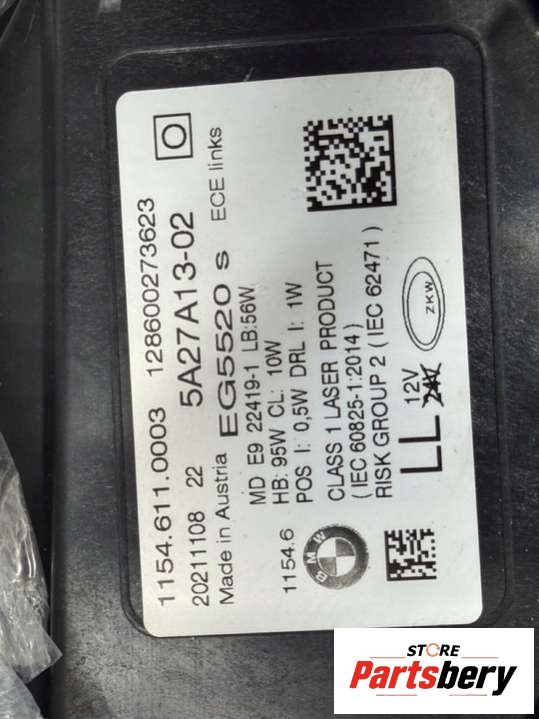 1154.611.0003 128600273623
20211108 22 5A27A13-02
Made in Austria EG5520 s ECE links
MD E9 22419-1 LB:56W
HB: 95W CL: 10W
POS I: 0,5W DRL I: 1W
1154.6
CLASS 1 LASER PRODUCT
(IEC 60825-1:2014)
RISK GROUP 2 ( IEC 62471 )
BMW
LL 12V
24V
ZKW
STORE
Partsbery